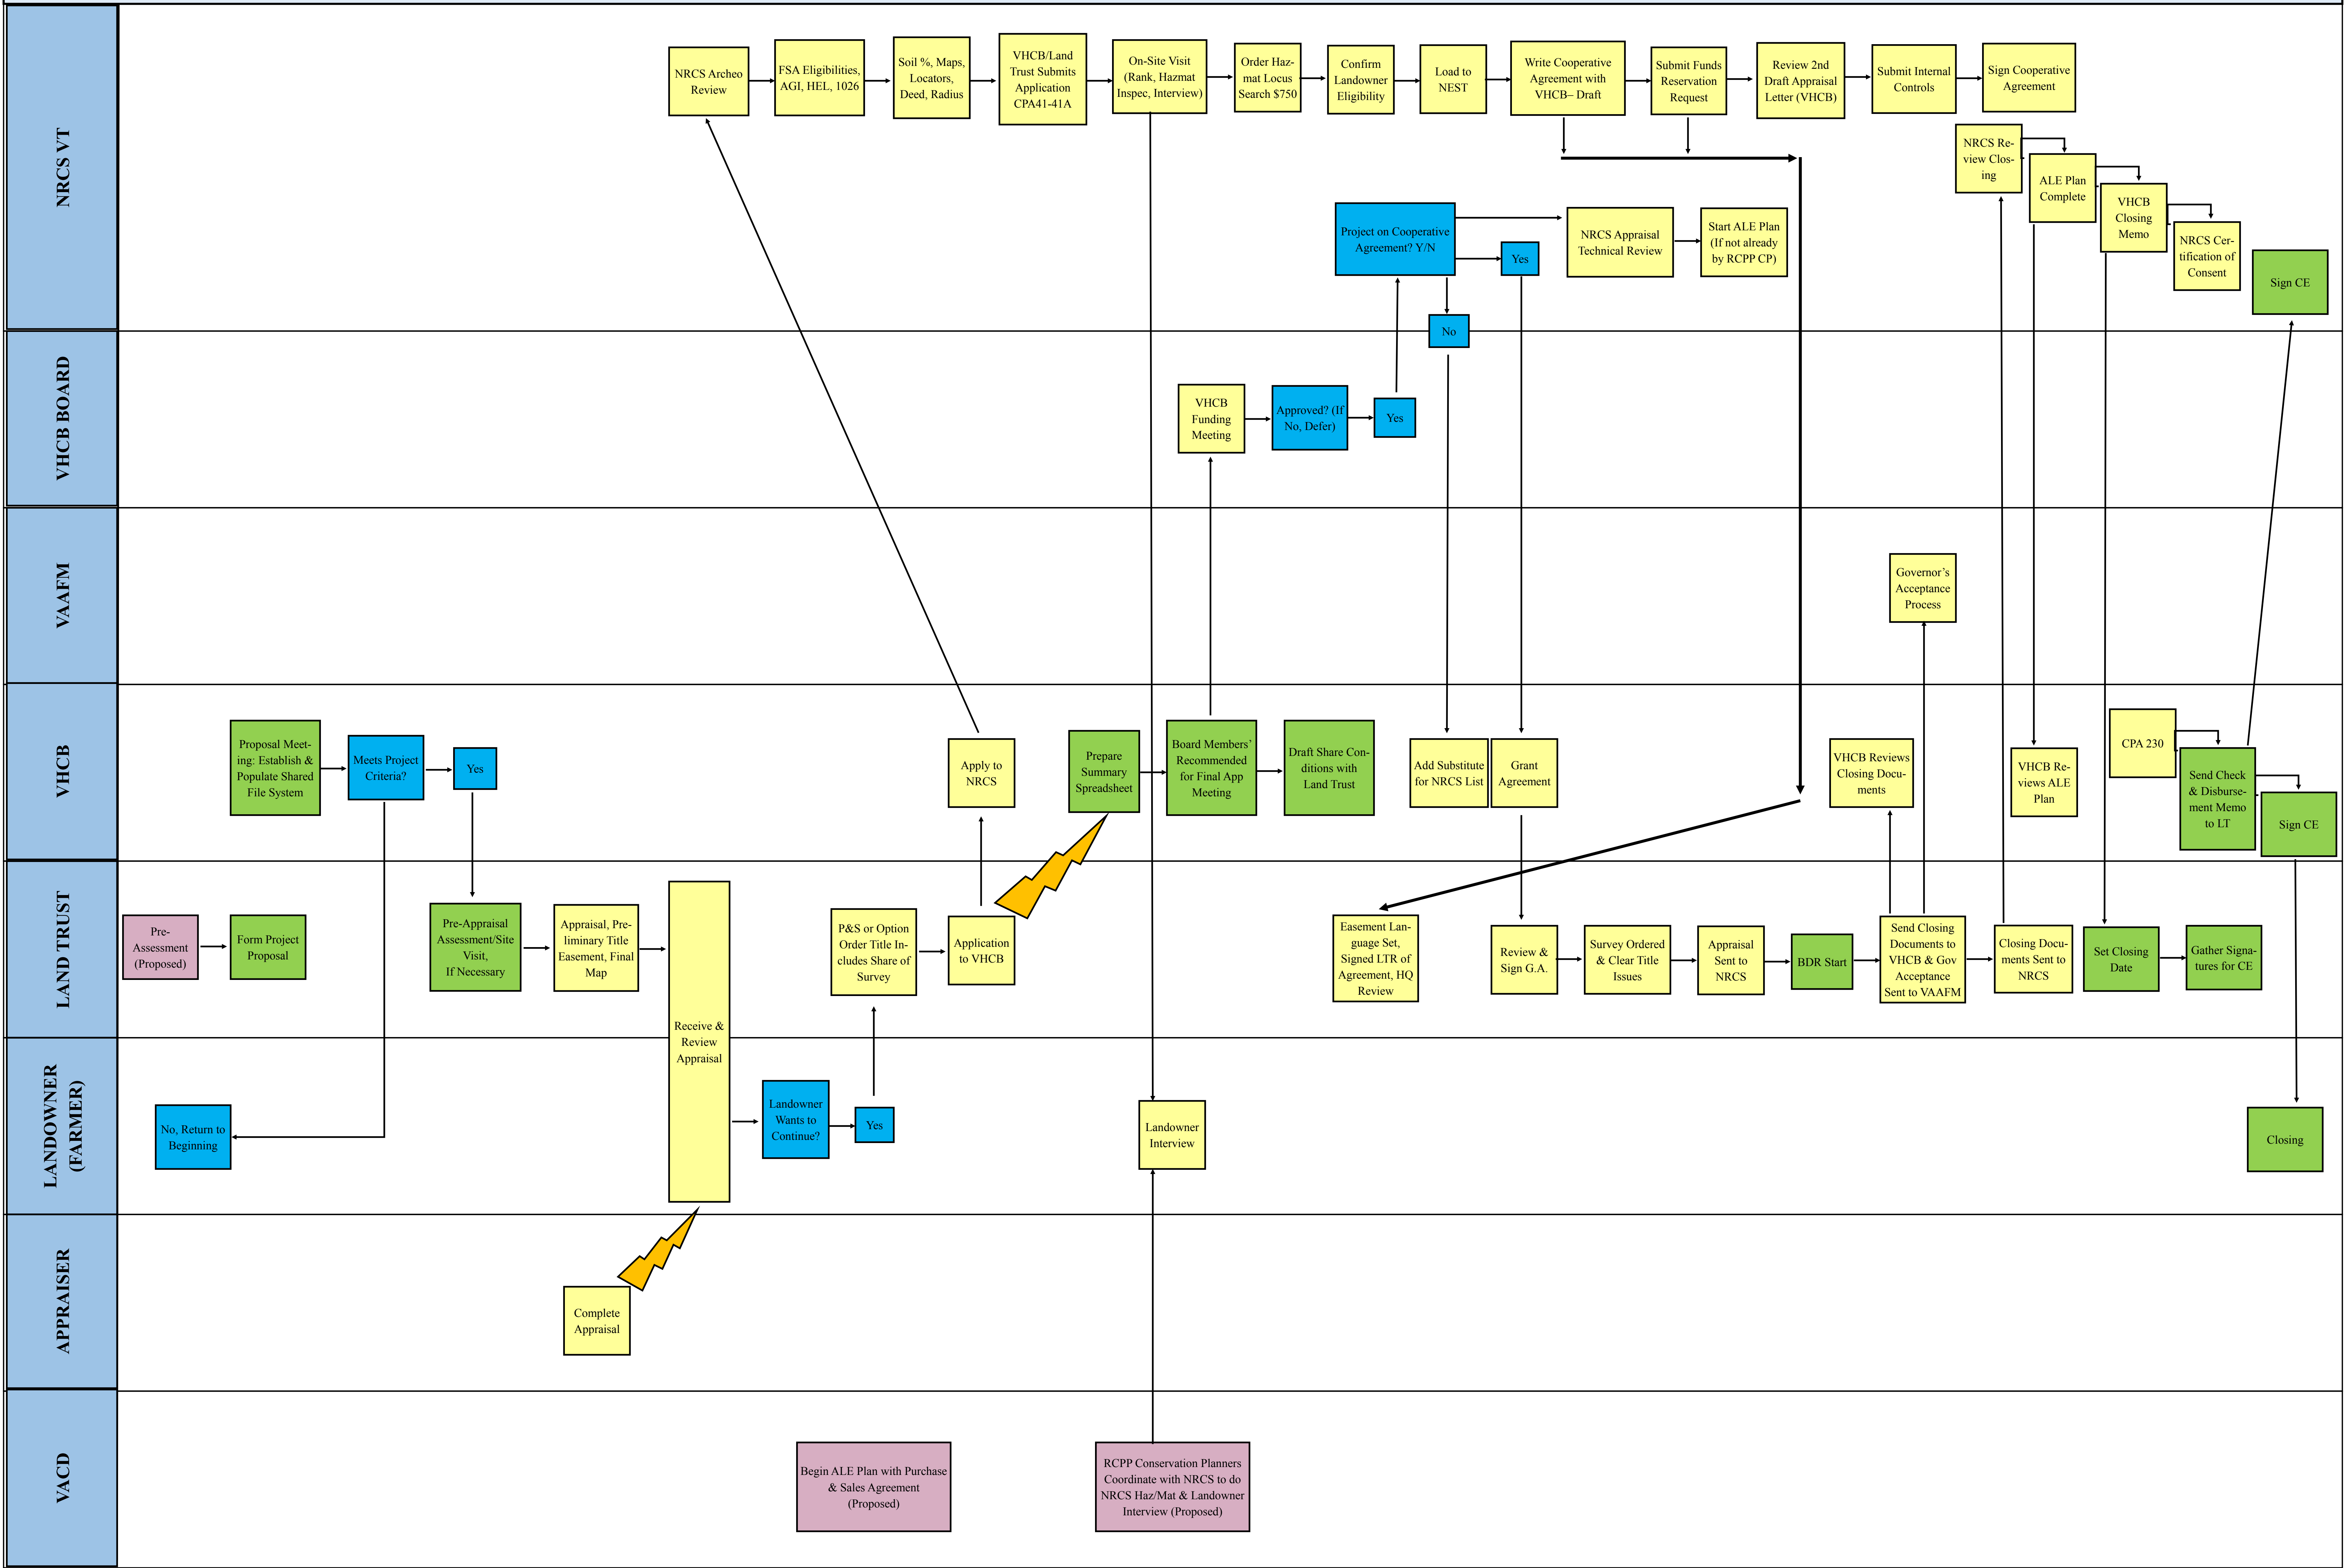 NRCS VT
NRCS Archeo
Review
FSA Eligibilities,
AGI, HEL, 1026
Soil %, Maps,
Locators,
Deed, Radius
VHCB/Land
Trust Submits
Application
CPA41-41A
On-Site Visit
(Rank, Hazmat
Inspec, Interview)
Order Haz-
mat Locus
Search $750
Confirm
Landowner
Eligibility
Load to
NEST
Write Cooperative
Agreement with
VHCB– Draft
Submit Funds
Reservation
Request
Review 2nd
Draft Appraisal
Letter (VHCB)
Submit Internal
Controls
Sign Cooperative
Agreement
NRCS Re-
view Clos-
ing
ALE Plan
Complete
VHCB
Closing
Memo
NRCS Cer-
tification of
Consent
Sign CE
Project on Cooperative
Agreement? Y/N
Yes
No
NRCS Appraisal
Technical Review
Start ALE Plan
(If not already
by RCPP CP)
VHCB BOARD
VHCB
Funding
Meeting
Approved? (If
No, Defer)
Yes
VAAFM
Governor’s
Acceptance
Process
VHCB
Proposal Meet-
ing: Establish &
Populate Shared
File System
Meets Project
Criteria?
Yes
Apply to
NRCS
Prepare
Summary
Spreadsheet
Board Members’
Recommended
for Final App
Meeting
Draft Share Con-
ditions with
Land Trust
Add Substitute
for NRCS List
Grant
Agreement
VHCB Reviews
Closing Docu-
ments
VHCB Re-
views ALE
Plan
CPA 230
Send Check
& Disburse-
ment Memo
to LT
Sign CE
LAND TRUST
Pre-
Assessment
(Proposed)
Form Project
Proposal
Pre-Appraisal
Assessment/Site
Visit,
If Necessary
Appraisal, Pre-
liminary Title
Easement, Final
Map
Receive &
Review
Appraisal
P&S or Option
Order Title In-
cludes Share of
Survey
Application
to VHCB
Easement Lan-
guage Set,
Signed LTR of
Agreement, HQ
Review
Review &
Sign G.A.
Survey Ordered
& Clear Title
Issues
Appraisal
Sent to
NRCS
BDR Start
Send Closing
Documents to
VHCB & Gov
Acceptance
Sent to VAAFM
Closing Docu-
ments Sent to
NRCS
Set Closing
Date
Gather Signa-
tures for CE
LANDOWNER
(FARMER)
No, Return to
Beginning
Landowner
Wants to
Continue?
Yes
Landowner
Interview
Closing
APPRAISER
Complete
Appraisal
VACD
Begin ALE Plan with Purchase
& Sales Agreement
(Proposed)
RCPP Conservation Planners
Coordinate with NRCS to do
NRCS Haz/Mat & Landowner
Interview (Proposed)